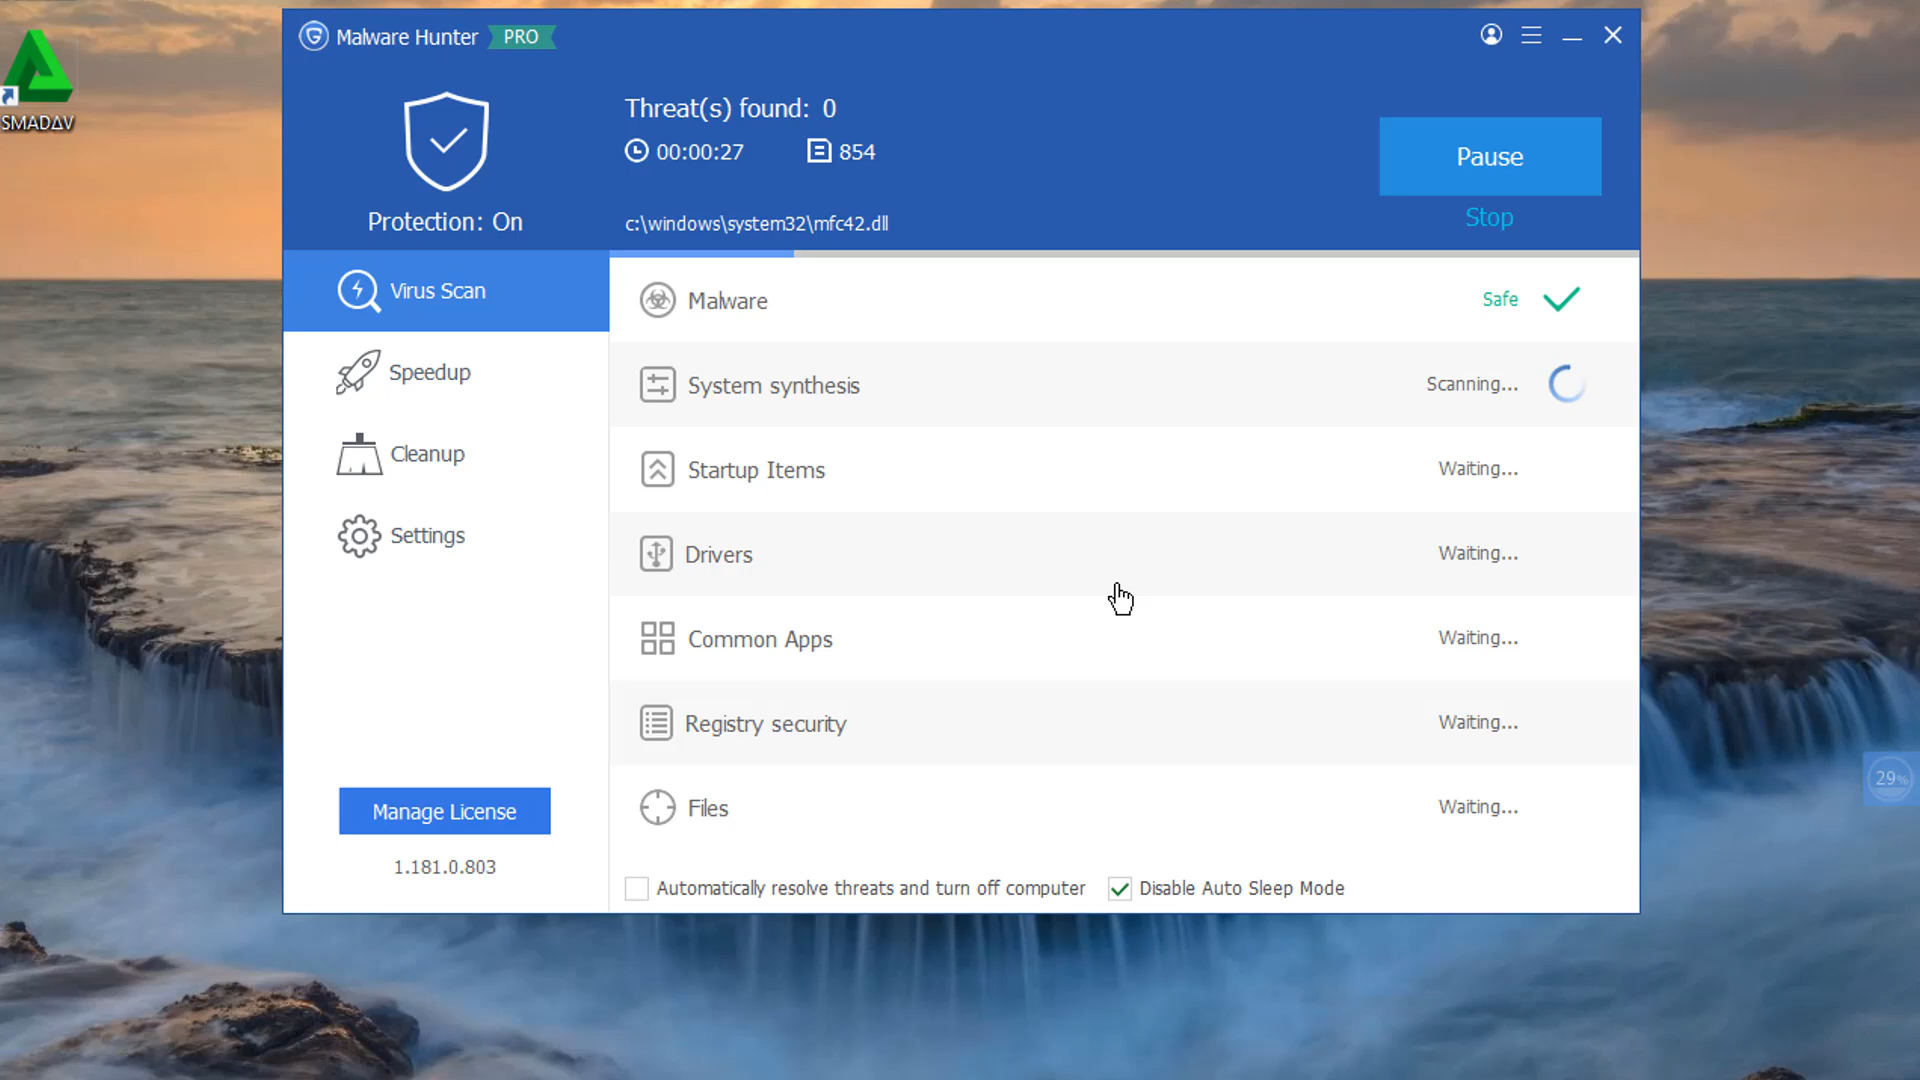 Malware Hunter PRO
SMADΔV
Threat(s) found: 0
00:00:27 854
Pause
Protection: On
c:\windows\system32\mfc42.dll
Stop
Virus Scan
Speedup
Cleanup
Settings
Manage License
1.181.0.803
Malware Safe
System synthesis Scanning...
Startup Items Waiting...
Drivers Waiting...
Common Apps Waiting...
Registry security Waiting...
Files Waiting...
Automatically resolve threats and turn off computer Disable Auto Sleep Mode
29%